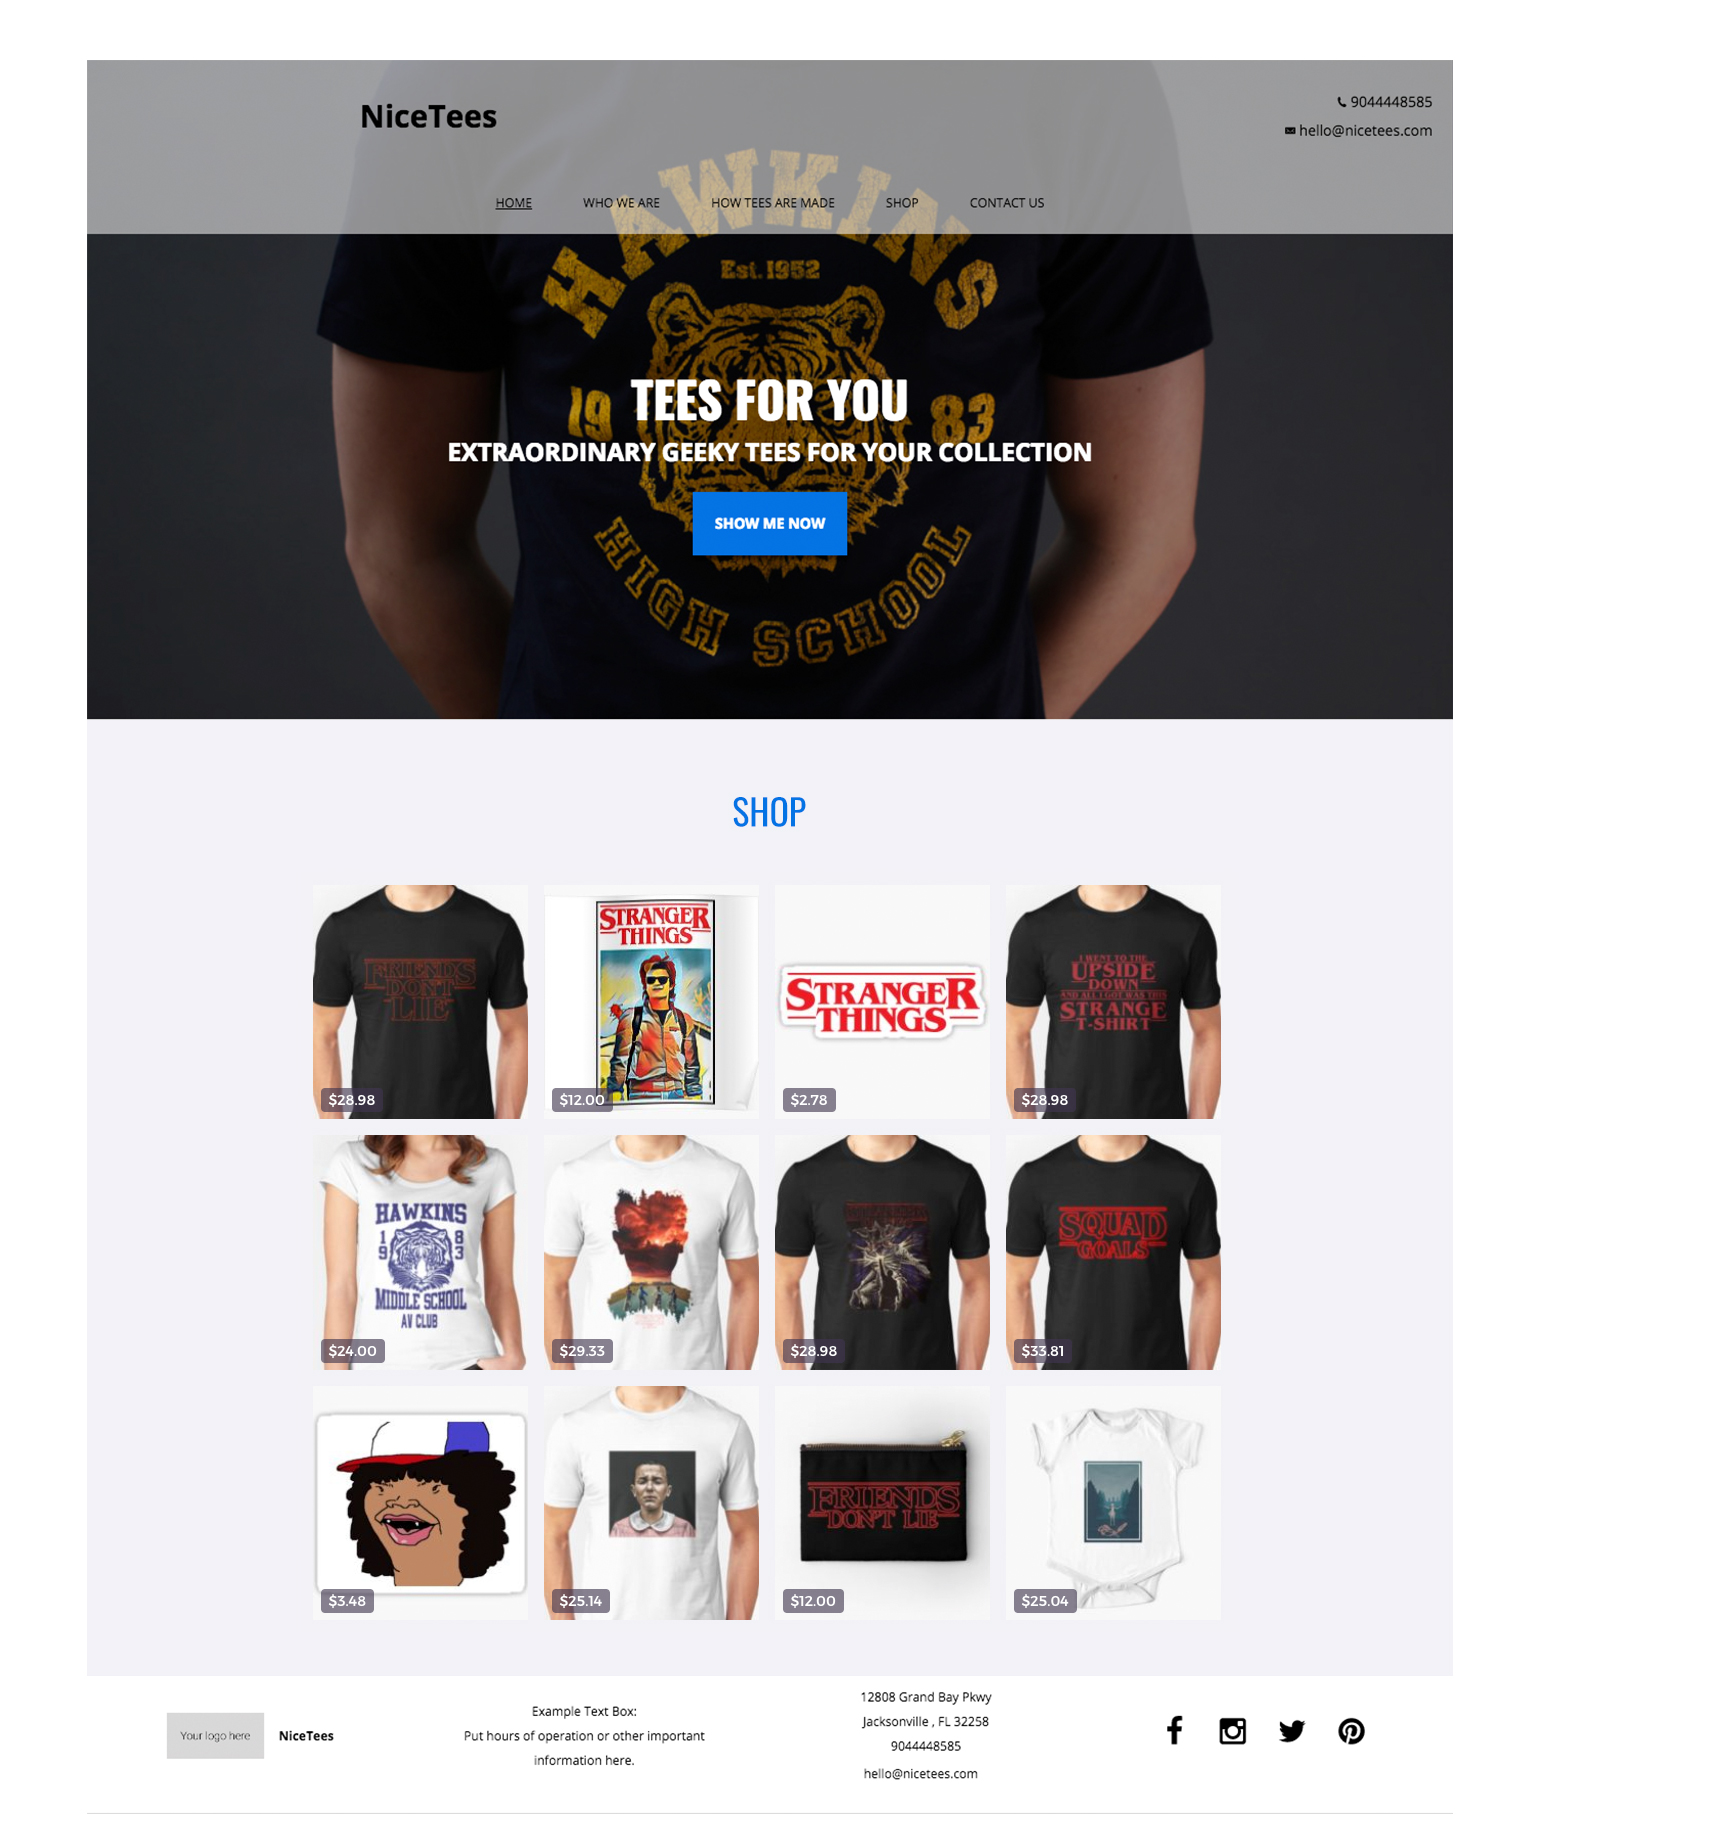 NiceTees
9044448585
hello@nicetees.com
HOME WHO WE ARE HOW TEES ARE MADE SHOP CONTACT US
HAWKINS
Est. 1952
19 83
TEES FOR YOU
EXTRAORDINARY GEEKY TEES FOR YOUR COLLECTION
SHOW ME NOW
HIGH SCHOOL
SHOP
FRIENDS
DON'T
LIE
$28.98
STRANGER
THINGS
$12.00
STRANGER
THINGS
$2.78
I WENT TO THE
UPSIDE
DOWN
AND ALL I GOT WAS THIS
STRANGE
T-SHIRT
$28.98
HAWKINS
1 8
9 3
MIDDLE SCHOOL
AV CLUB
$24.00
$29.33
$28.98
SQUAD
GOALS
$33.81
$3.48
$25.14
FRIENDS
DON'T LIE
$12.00
$25.04
Your logo here
NiceTees
Example Text Box:
Put hours of operation or other important
information here.
12808 Grand Bay Pkwy
Jacksonville , FL 32258
9044448585
hello@nicetees.com